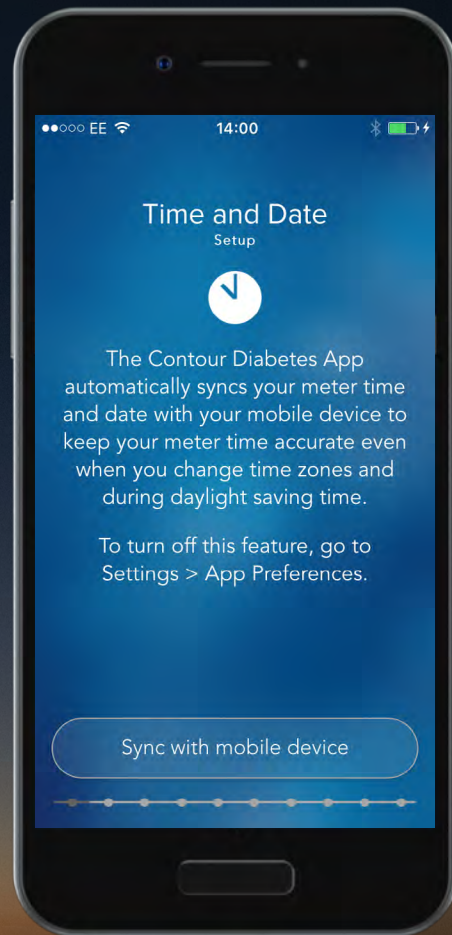 ●●○○○ EE 14:00
Time and Date
Setup
The Contour Diabetes App
automatically syncs your meter time
and date with your mobile device to
keep your meter time accurate even
when you change time zones and
during daylight saving time.
To turn off this feature, go to
Settings > App Preferences.
Sync with mobile device